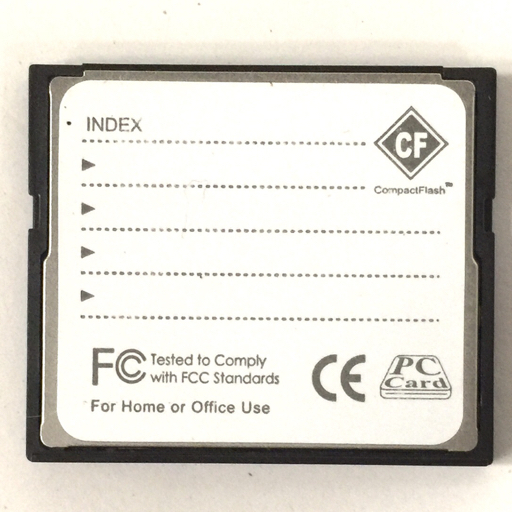 INDEX
CF
CompactFlash™
FC Tested to Comply
with FCC Standards
CE
PC
Card
For Home or Office Use